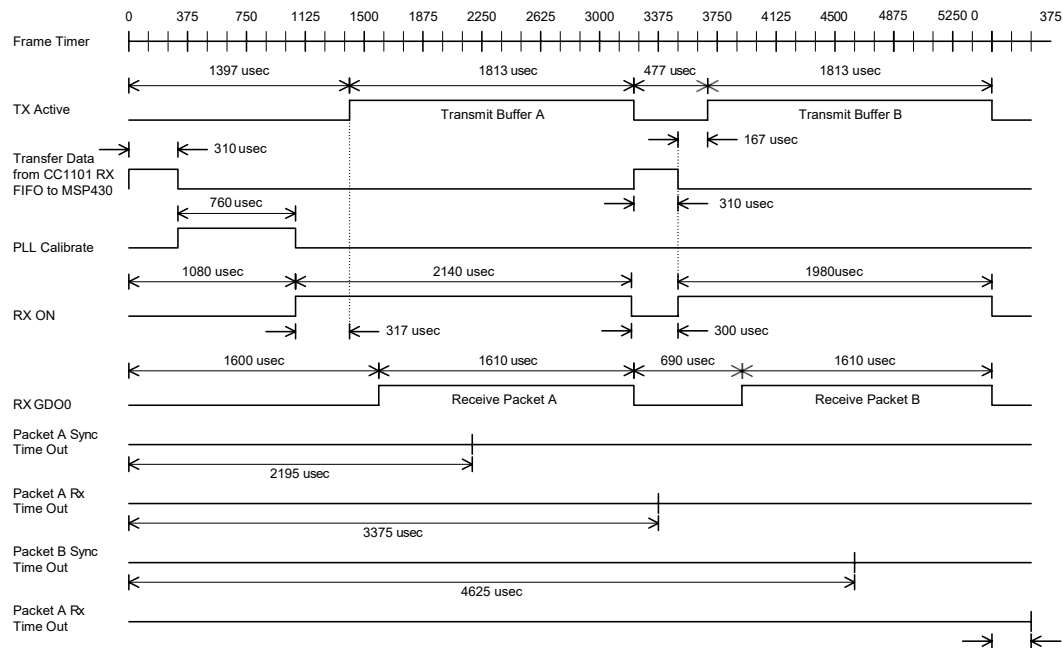 0 375 750 1125 1500 1875 2250 2625 3000 3375 3750 4125 4500 4875 5250 0 375
Frame Timer
1397 usec 1813 usec 477 usec 1813 usec
TX Active
Transmit Buffer A Transmit Buffer B
310 usec 167 usec
Transfer Data
from CC1101 RX
FIFO to MSP430
760 usec 310 usec
PLL Calibrate
1080 usec 2140 usec 1980usec
RX ON
317 usec 300 usec
1600 usec 1610 usec 690 usec 1610 usec
RX GDO0
Receive Packet A Receive Packet B
Packet A Sync
Time Out
2195 usec
Packet A Rx
Time Out
3375 usec
Packet B Sync
Time Out
4625 usec
Packet A Rx
Time Out